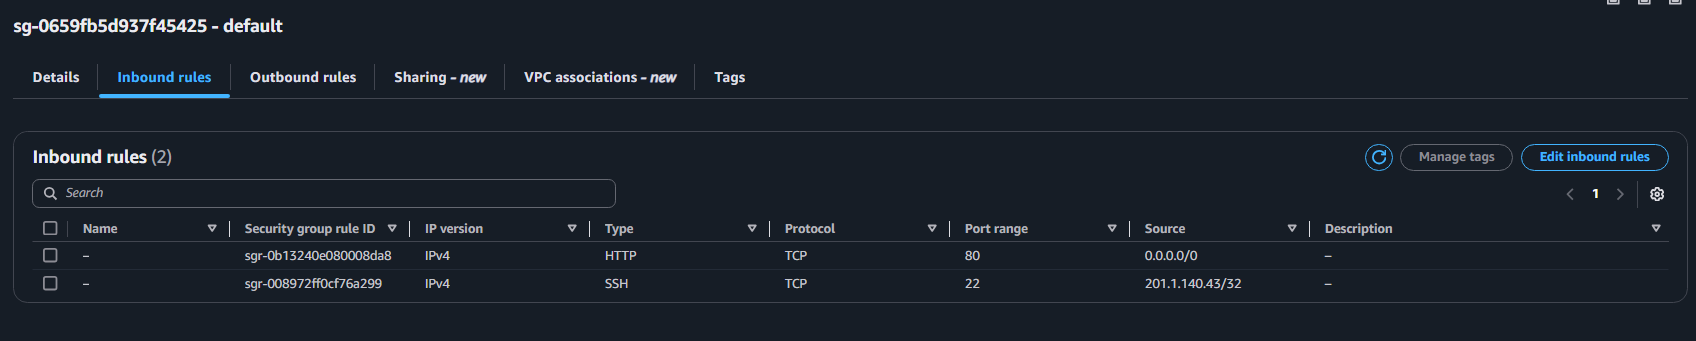 sg-0659fb5d937f45425 - default
Details Inbound rules Outbound rules Sharing - new VPC associations - new Tags
Inbound rules (2) Manage tags Edit inbound rules
Search 1
Name Security group rule ID IP version Type Protocol Port range Source Description
– sgr-0b13240e080008da8 IPv4 HTTP TCP 80 0.0.0.0/0 –
– sgr-008972ff0cf76a299 IPv4 SSH TCP 22 201.1.140.43/32 –